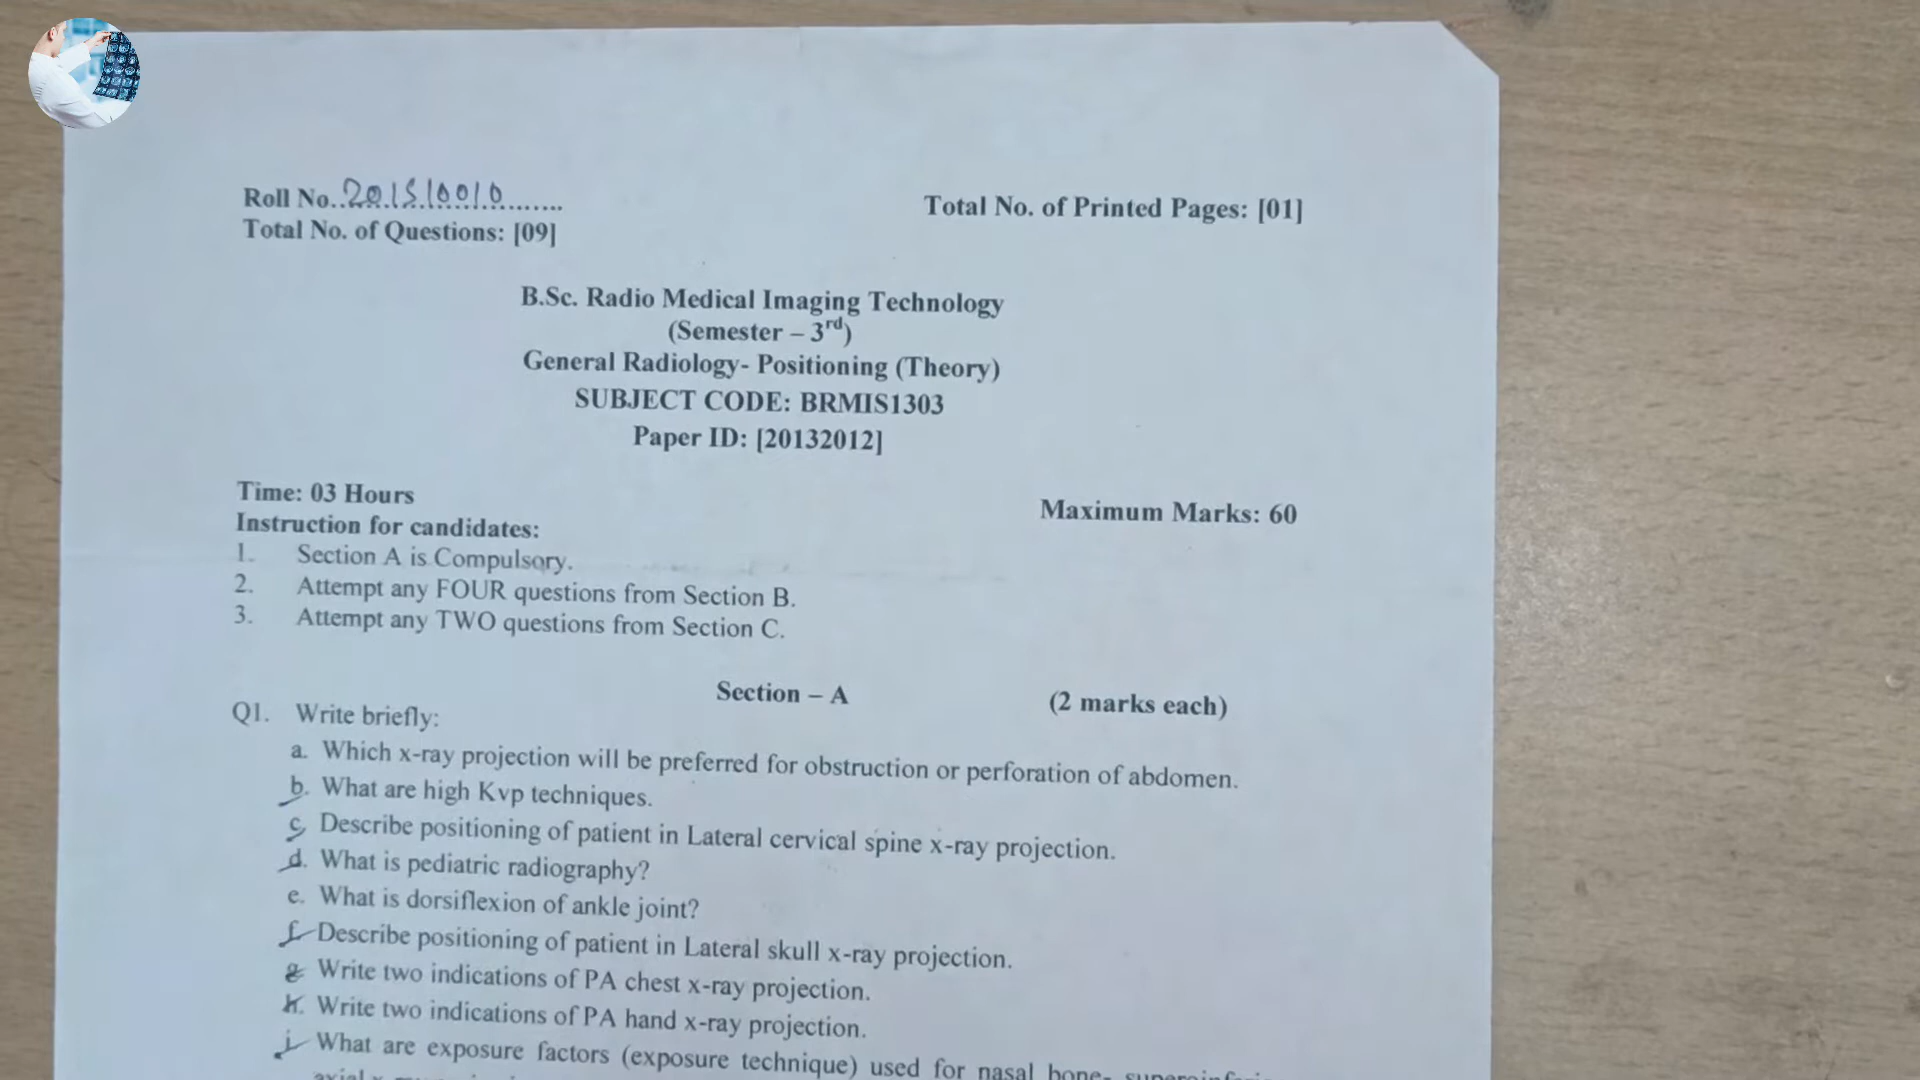 Roll No..201510010........
Total No. of Printed Pages: [01]
Total No. of Questions: [09]
B.Sc. Radio Medical Imaging Technology
(Semester – 3rd)
General Radiology- Positioning (Theory)
SUBJECT CODE: BRMIS1303
Paper ID: [20132012]
Time: 03 Hours
Maximum Marks: 60
Instruction for candidates:
1. Section A is Compulsory.
2. Attempt any FOUR questions from Section B.
3. Attempt any TWO questions from Section C.
Section – A (2 marks each)
Q1. Write briefly:
a. Which x-ray projection will be preferred for obstruction or perforation of abdomen.
b. What are high Kvp techniques.
c. Describe positioning of patient in Lateral cervical spine x-ray projection.
d. What is pediatric radiography?
e. What is dorsiflexion of ankle joint?
f. Describe positioning of patient in Lateral skull x-ray projection.
g. Write two indications of PA chest x-ray projection.
h. Write two indications of PA hand x-ray projection.
i. What are exposure factors (exposure technique) used for nasal bone-